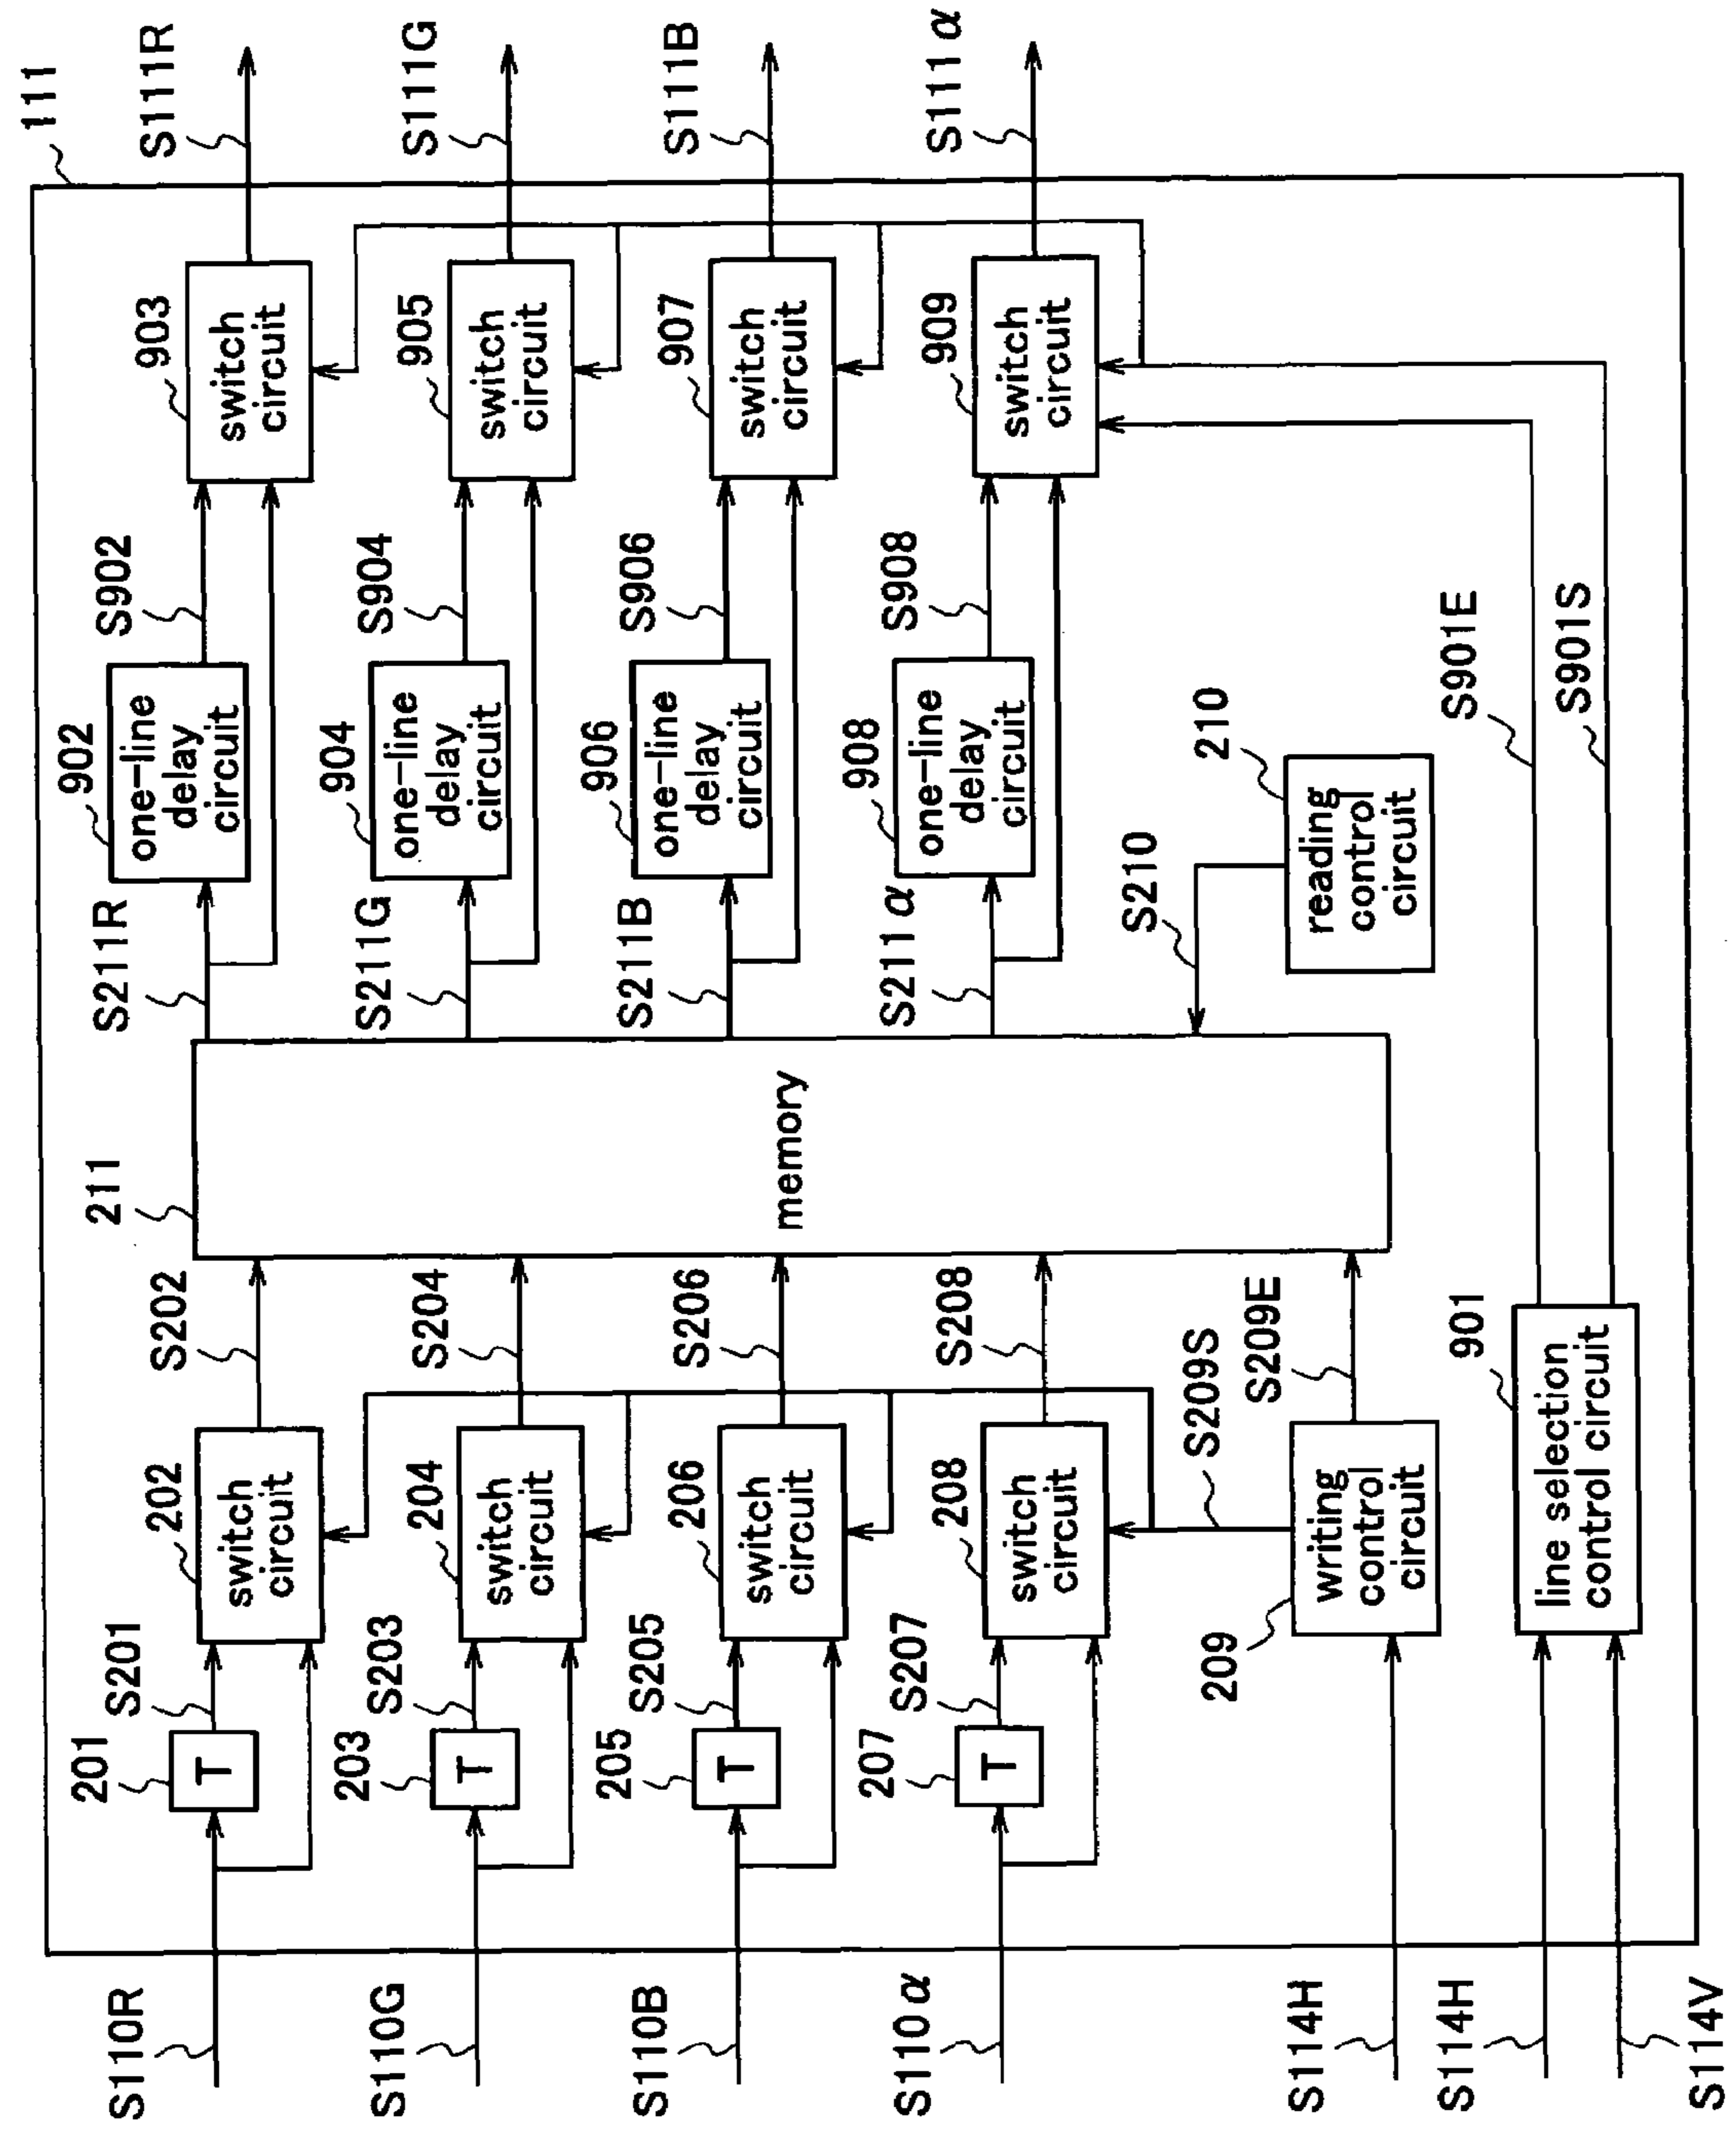 111
S110R
201
T
S201
202
switch
circuit
S202
211
memory
S211R
902
one-line
delay
circuit
S902
903
switch
circuit
S111R
S110G
203
T
S203
204
switch
circuit
S204
S211G
904
one-line
delay
circuit
S904
905
switch
circuit
S111G
S110B
205
T
S205
206
switch
circuit
S206
S211B
906
one-line
delay
circuit
S906
907
switch
circuit
S111B
S110α
207
T
S207
208
switch
circuit
S208
S211α
908
one-line
delay
circuit
S908
909
switch
circuit
S111α
S114H
209
writing
control
circuit
S209S
S209E
S210
210
reading
control
circuit
S114H
S114V
901
line selection
control circuit
S901E
S901S